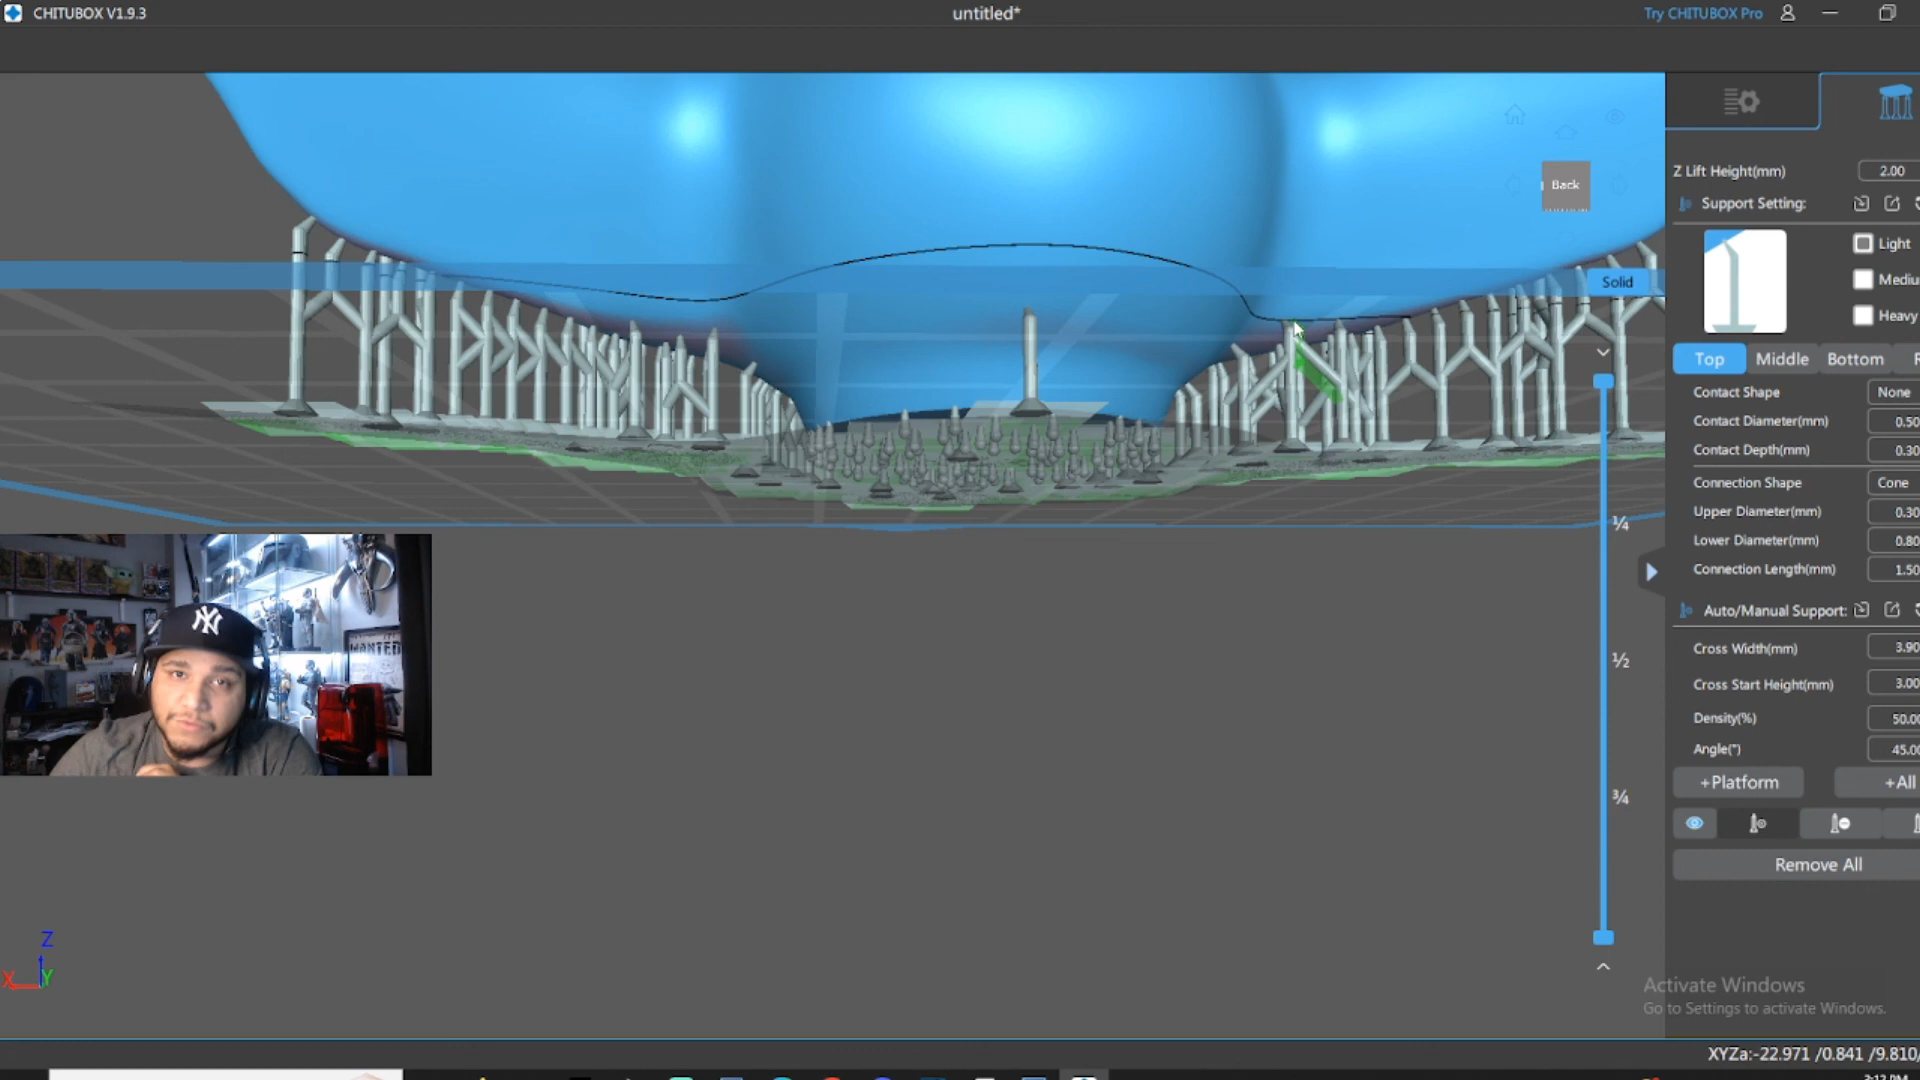 CHITUBOX V1.9.3
untitled*
Try CHITUBOX Pro
Back
Z Lift Height(mm)
2.00
Support Setting:
Light
Solid
Mediu
Heavy
Top
Middle
Bottom
Contact Shape
None
Contact Diameter(mm)
0.50
Contact Depth(mm)
0.30
Connection Shape
Cone
Upper Diameter(mm)
0.30
¼
Lower Diameter(mm)
0.80
Connection Length(mm)
1.50
Auto/Manual Support:
Cross Width(mm)
3.90
½
Cross Start Height(mm)
3.00
Density(%)
50.00
Angle(°)
45.00
+Platform
+All
¾
Remove All
WANTED
NY
Z
X
Y
Activate Windows
Go to Settings to activate Windows.
XYZa:-22.971 /0.841 /9.810/